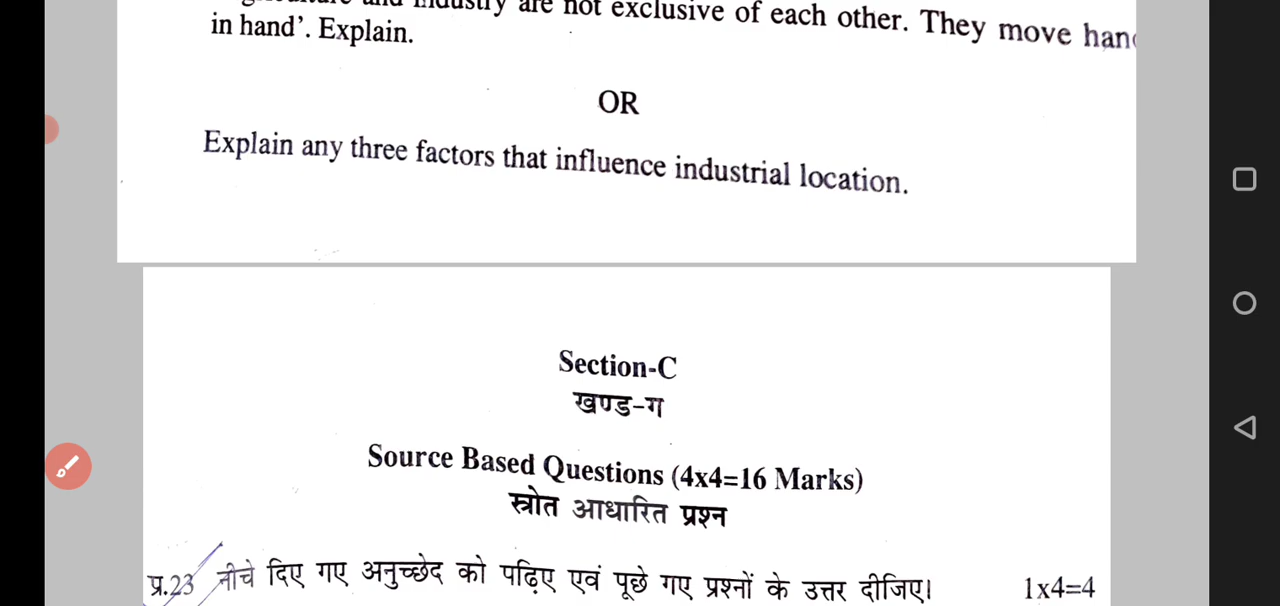 and industry are not exclusive of each other. They move
in hand'. Explain.
OR
Explain any three factors that influence industrial location.
Section-C
खण्ड-ग
Source Based Questions (4x4=16 Marks)
स्त्रोत आधारित प्रश्न
प्र.23 नीचे दिए गए अनुच्छेद को पढ़िए एवं पूछे गए प्रश्नों के उत्तर दीजिए। 1x4=4